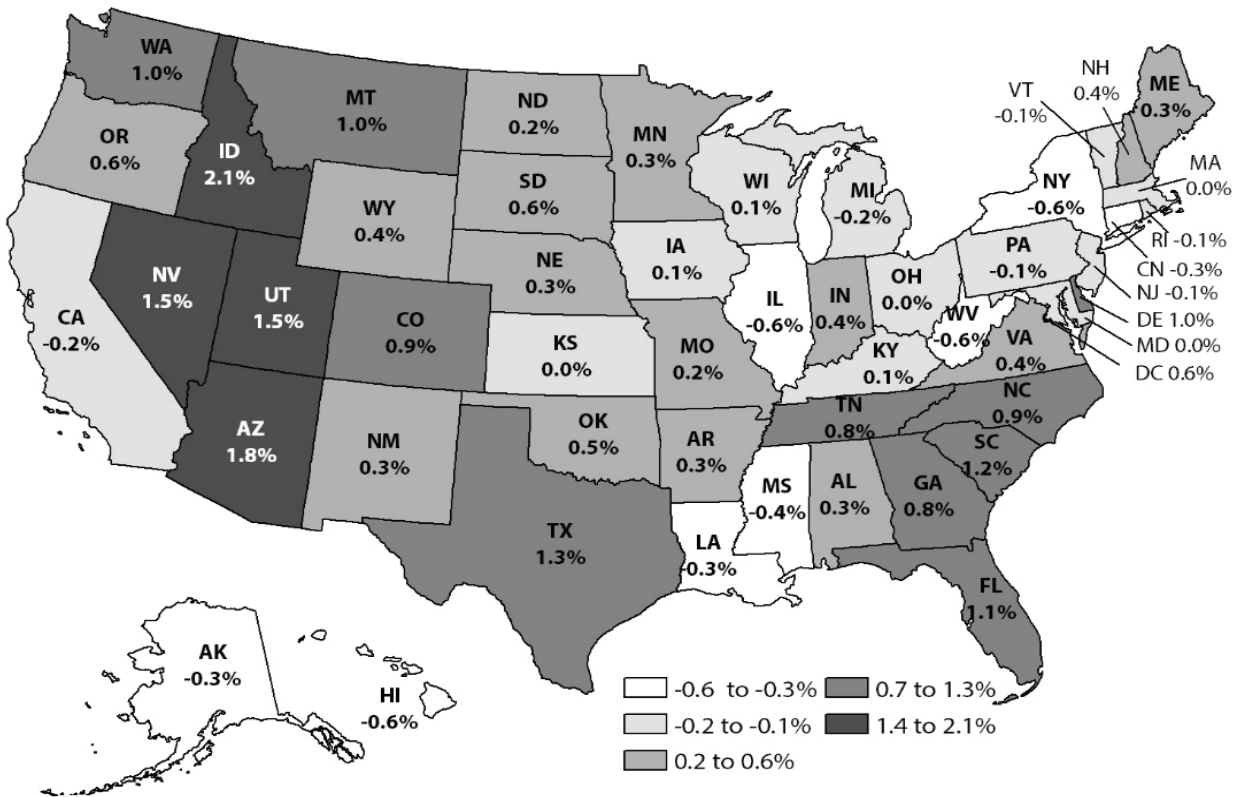 WA
1.0%
MT
1.0%
ND
0.2%
MN
0.3%
VT
-0.1%
NH
0.4%
ME
0.3%
OR
0.6%
ID
2.1%
WY
0.4%
SD
0.6%
WI
0.1%
MI
-0.2%
NY
-0.6%
MA
0.0%
RI -0.1%
CN -0.3%
NJ -0.1%
DE 1.0%
MD 0.0%
DC 0.6%
NV
1.5%
UT
1.5%
CO
0.9%
NE
0.3%
IA
0.1%
IL
-0.6%
IN
0.4%
OH
0.0%
PA
-0.1%
WV
-0.6%
VA
0.4%
CA
-0.2%
KS
0.0%
MO
0.2%
KY
0.1%
TN
0.8%
NC
0.9%
SC
1.2%
AZ
1.8%
NM
0.3%
OK
0.5%
AR
0.3%
MS
-0.4%
AL
0.3%
GA
0.8%
TX
1.3%
LA
-0.3%
FL
1.1%
AK
-0.3%
HI
-0.6%
-0.6 to -0.3%
-0.2 to -0.1%
0.2 to 0.6%
0.7 to 1.3%
1.4 to 2.1%